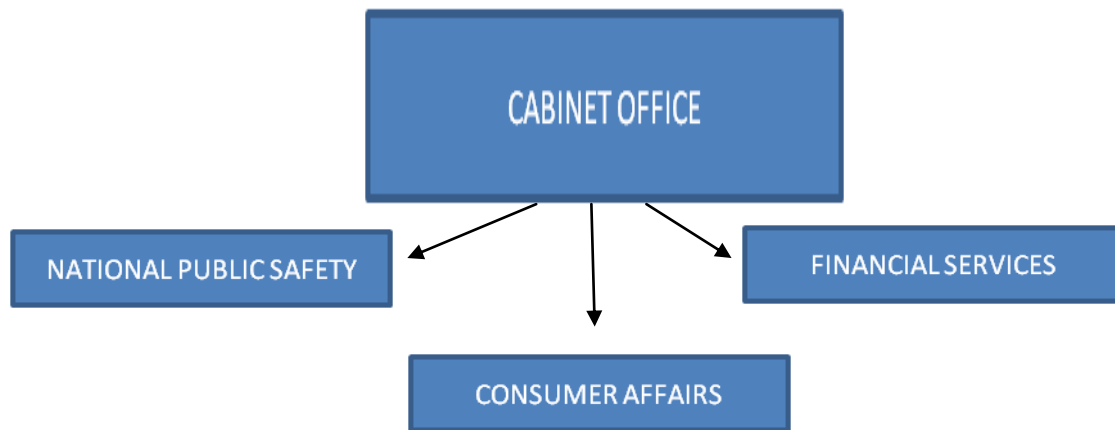 CABINET OFFICE
NATIONAL PUBLIC SAFETY
FINANCIAL SERVICES
CONSUMER AFFAIRS